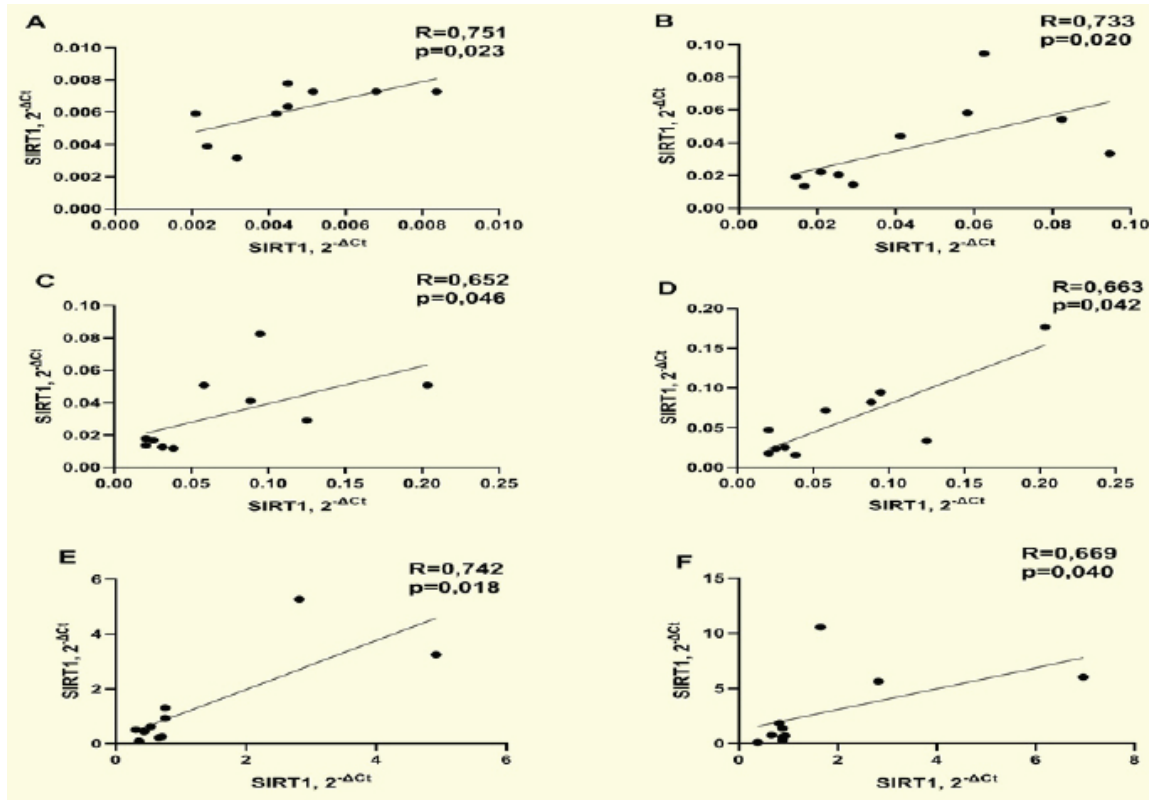 A
R=0,751
p=0,023
0.010
0.008
0.006
0.004
0.002
0.000
SIRT1, 2^-ΔCt
0.000 0.002 0.004 0.006 0.008 0.010
SIRT1, 2^-ΔCt
B
R=0,733
p=0,020
0.10
0.08
0.06
0.04
0.02
0.00
SIRT1, 2^-ΔCt
0.00 0.02 0.04 0.06 0.08 0.10
SIRT1, 2^-ΔCt
C
R=0,652
p=0,046
0.10
0.08
0.06
0.04
0.02
0.00
SIRT1, 2^-ΔCt
0.00 0.05 0.10 0.15 0.20 0.25
SIRT1, 2^-ΔCt
D
R=0,663
p=0,042
0.20
0.15
0.10
0.05
0.00
SIRT1, 2^-ΔCt
0.00 0.05 0.10 0.15 0.20 0.25
SIRT1, 2^-ΔCt
E
R=0,742
p=0,018
6
4
2
0
SIRT1, 2^-ΔCt
0 2 4 6
SIRT1, 2^-ΔCt
F
R=0,669
p=0,040
15
10
5
0
SIRT1, 2^-ΔCt
0 2 4 6 8
SIRT1, 2^-ΔCt